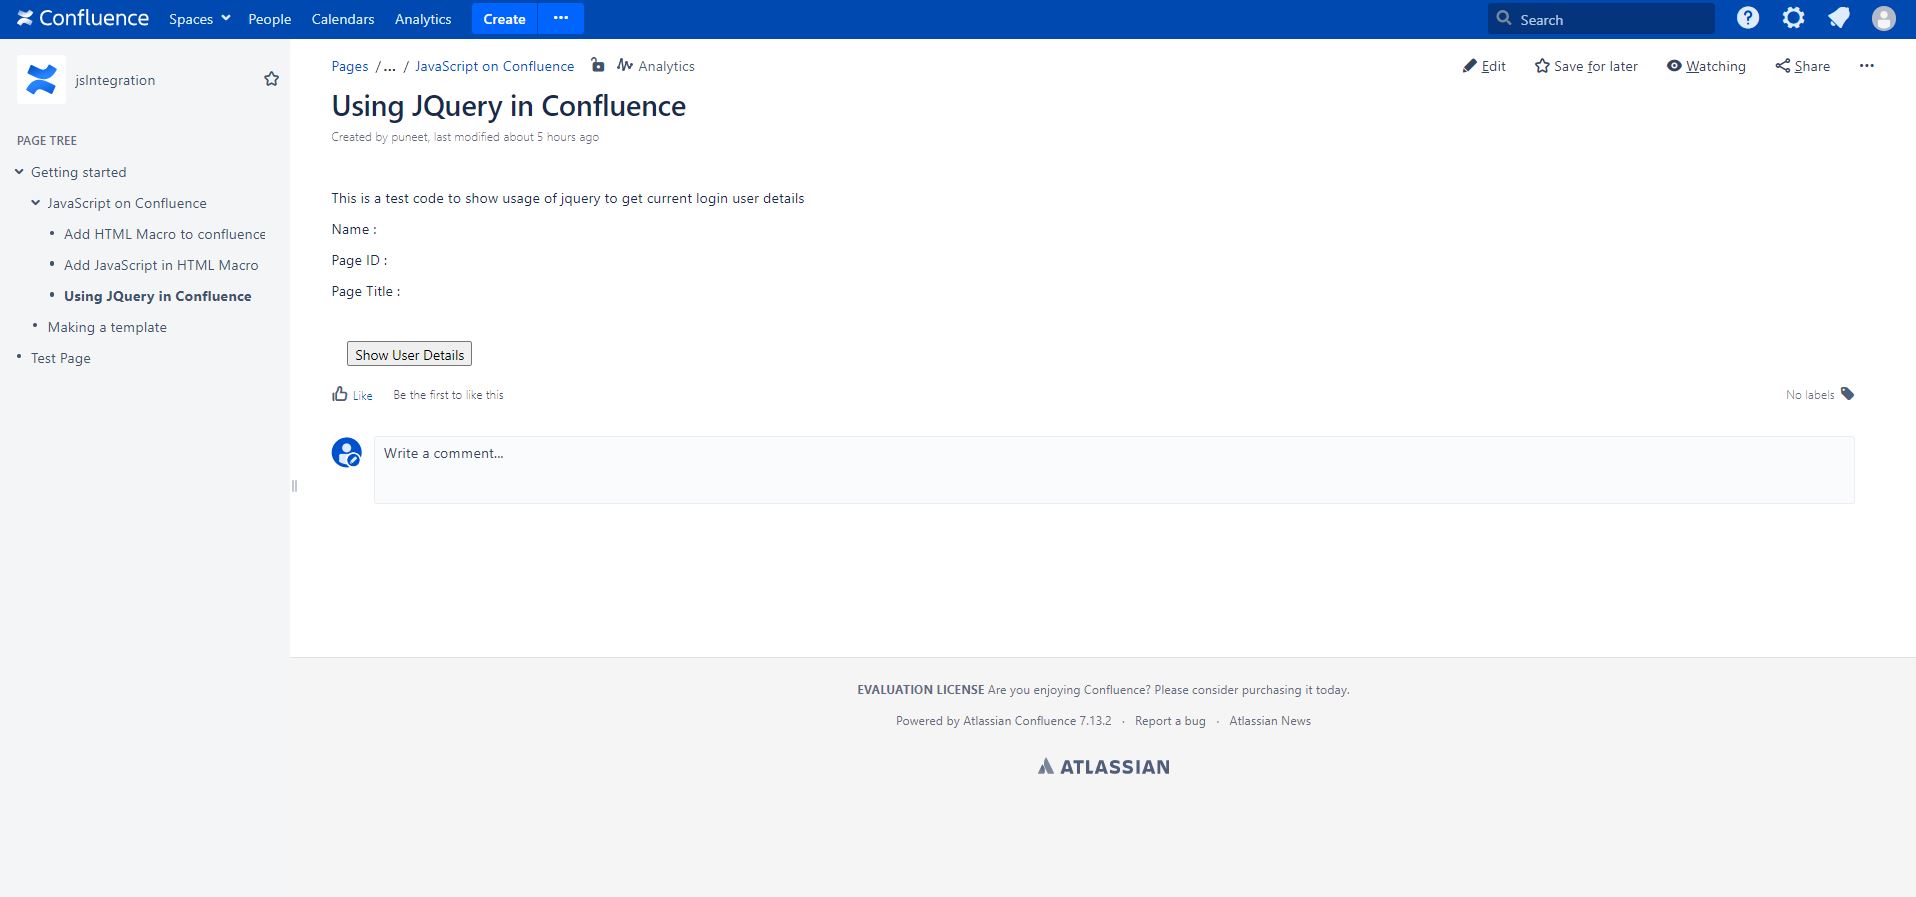 Confluence Spaces People Calendars Analytics Create ... Search
jsIntegration
PAGE TREE
Getting started
JavaScript on Confluence
Add HTML Macro to confluence
Add JavaScript in HTML Macro
Using JQuery in Confluence
Making a template
Test Page
Pages / ... / JavaScript on Confluence Analytics
Edit Save for later Watching Share ...
Using JQuery in Confluence
Created by puneet, last modified about 5 hours ago
This is a test code to show usage of jquery to get current login user details
Name :
Page ID :
Page Title :
Show User Details
Like Be the first to like this No labels
Write a comment...
EVALUATION LICENSE Are you enjoying Confluence? Please consider purchasing it today.
Powered by Atlassian Confluence 7.13.2 · Report a bug · Atlassian News
ATLASSIAN